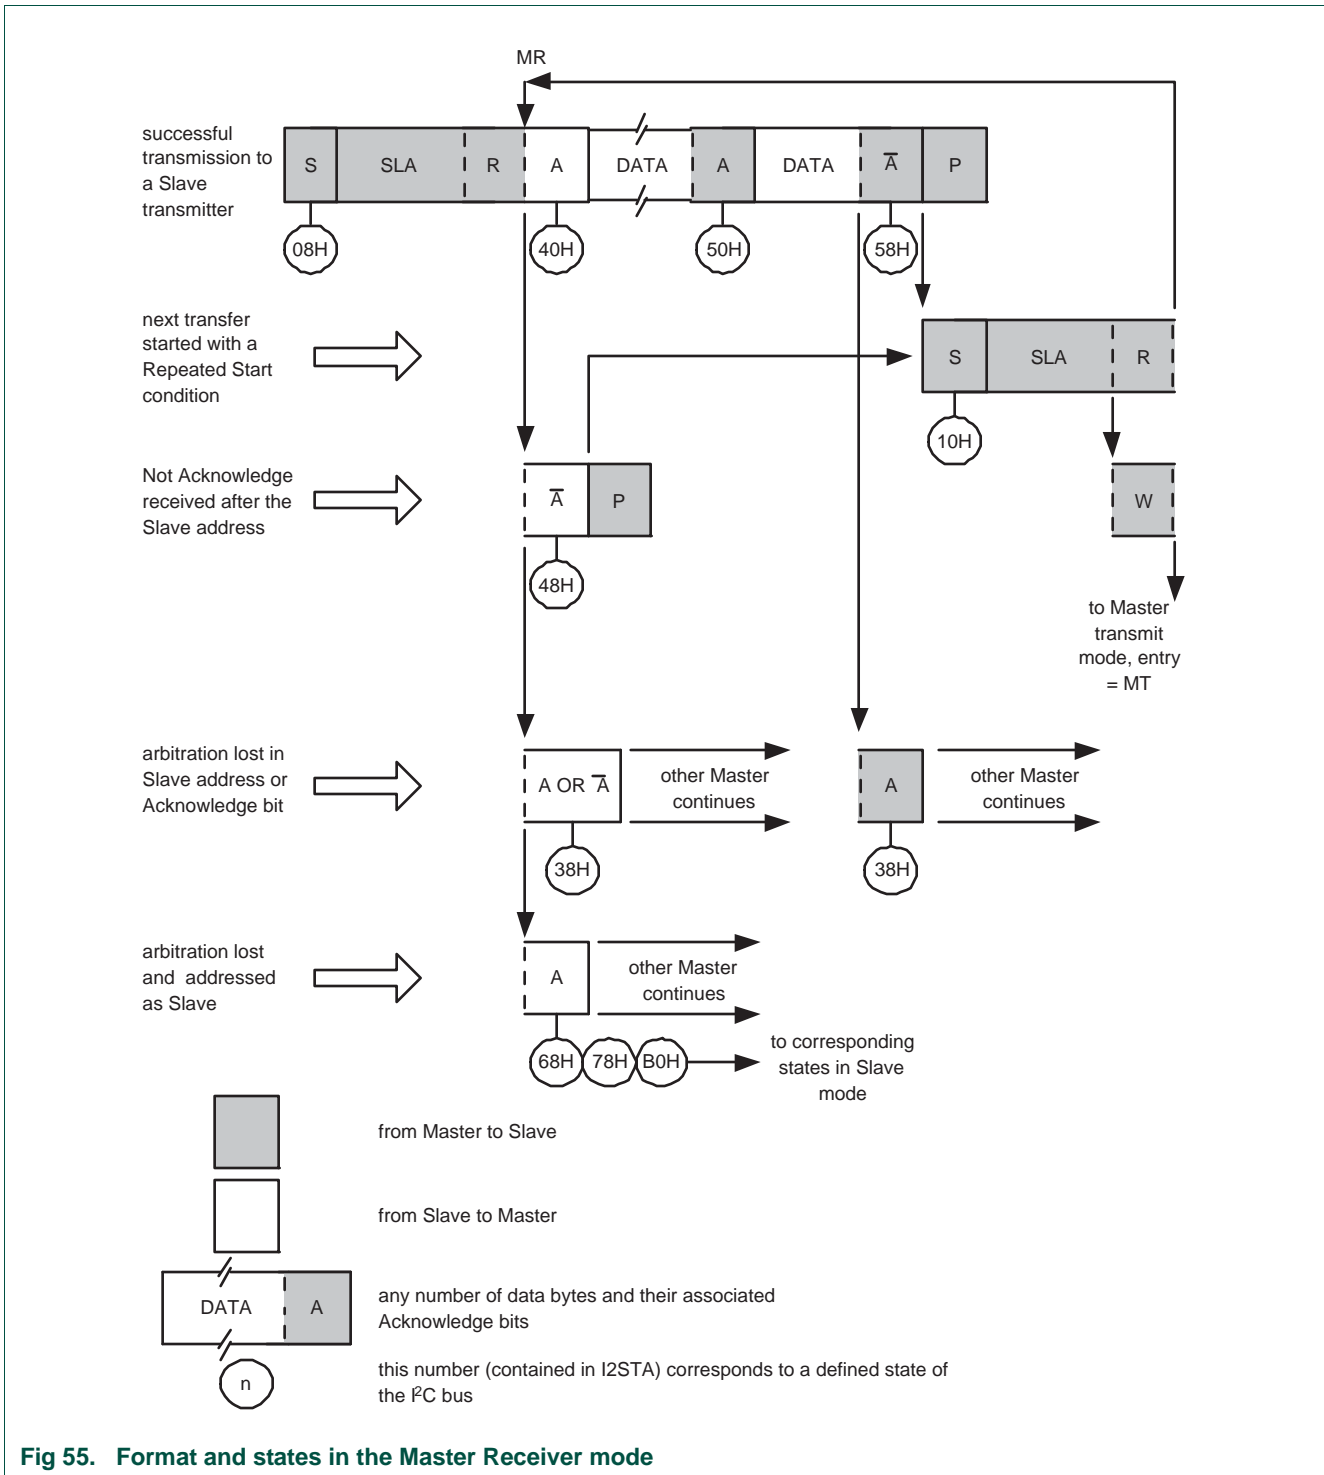 MR
successful
transmission to
a Slave
transmitter
S SLA R A DATA A DATA A̅ P
08H 40H 50H 58H
next transfer
started with a
Repeated Start
condition
S SLA R
10H
Not Acknowledge
received after the
Slave address
A̅ P
W
48H
to Master
transmit
mode, entry
= MT
arbitration lost in
Slave address or
Acknowledge bit
A OR A̅
other Master
continues
A
other Master
continues
38H 38H
arbitration lost
and addressed
as Slave
A
other Master
continues
68H 78H B0H
to corresponding
states in Slave
mode
from Master to Slave
from Slave to Master
DATA A
any number of data bytes and their associated
Acknowledge bits
n
this number (contained in I2STA) corresponds to a defined state of
the I²C bus
Fig 55. Format and states in the Master Receiver mode